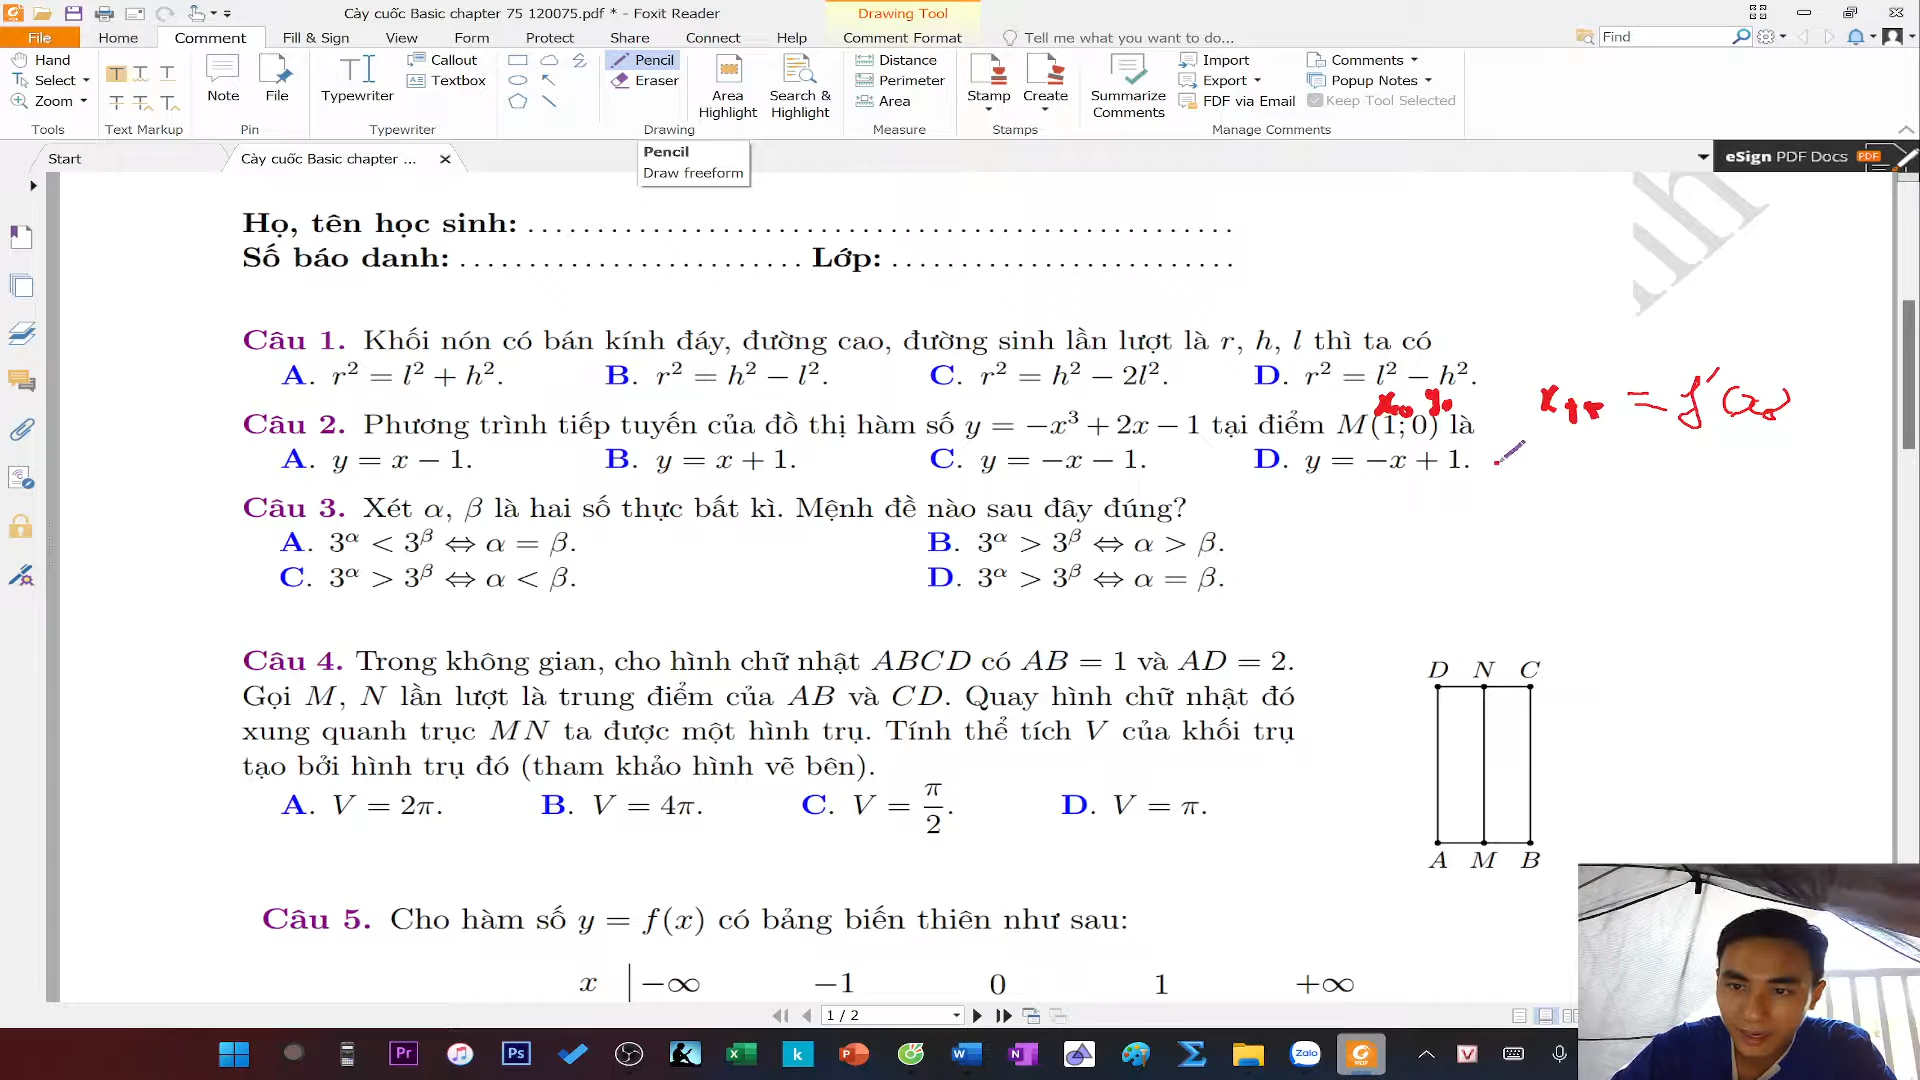 Cày cuốc Basic chapter 75 120075.pdf * - Foxit Reader
Drawing Tool
File Home Comment Fill & Sign View Form Protect Share Connect Help Comment Format Tell me what you want to do... Find
Hand
Select
Zoom
Tools
Text Markup
Note
File
Pin
Typewriter
Callout
Textbox
Typewriter
Pencil
Eraser
Area Highlight
Search & Highlight
Drawing
Distance
Perimeter
Area
Measure
Stamp
Create
Stamps
Summarize Comments
Import
Export
FDF via Email
Comments
Popup Notes
Keep Tool Selected
Manage Comments
Pencil
Draw freeform
Start
Cày cuốc Basic chapter ...
eSign PDF Docs PDF
Họ, tên học sinh: ..........
Số báo danh: .......... Lớp: ..........
Câu 1. Khối nón có bán kính đáy, đường cao, đường sinh lần lượt là r, h, l thì ta có
A. r² = l² + h². B. r² = h² − l². C. r² = h² − 2l². D. r² = l² − h².
x₀ y₀
= f′(x₀)
Câu 2. Phương trình tiếp tuyến của đồ thị hàm số y = −x³ + 2x − 1 tại điểm M(1; 0) là
A. y = x − 1. B. y = x + 1. C. y = −x − 1. D. y = −x + 1.
Câu 3. Xét α, β là hai số thực bất kì. Mệnh đề nào sau đây đúng?
A. 3^α < 3^β ⇔ α = β. B. 3^α > 3^β ⇔ α > β.
C. 3^α > 3^β ⇔ α < β. D. 3^α > 3^β ⇔ α = β.
Câu 4. Trong không gian, cho hình chữ nhật ABCD có AB = 1 và AD = 2.
Gọi M, N lần lượt là trung điểm của AB và CD. Quay hình chữ nhật đó
xung quanh trục MN ta được một hình trụ. Tính thể tích V của khối trụ
tạo bởi hình trụ đó (tham khảo hình vẽ bên).
A. V = 2π. B. V = 4π. C. V = π/2. D. V = π.
D N C
A M B
Câu 5. Cho hàm số y = f(x) có bảng biến thiên như sau:
x −∞ −1 0 1 +∞
1 / 2
Pr Ps k Zalo V